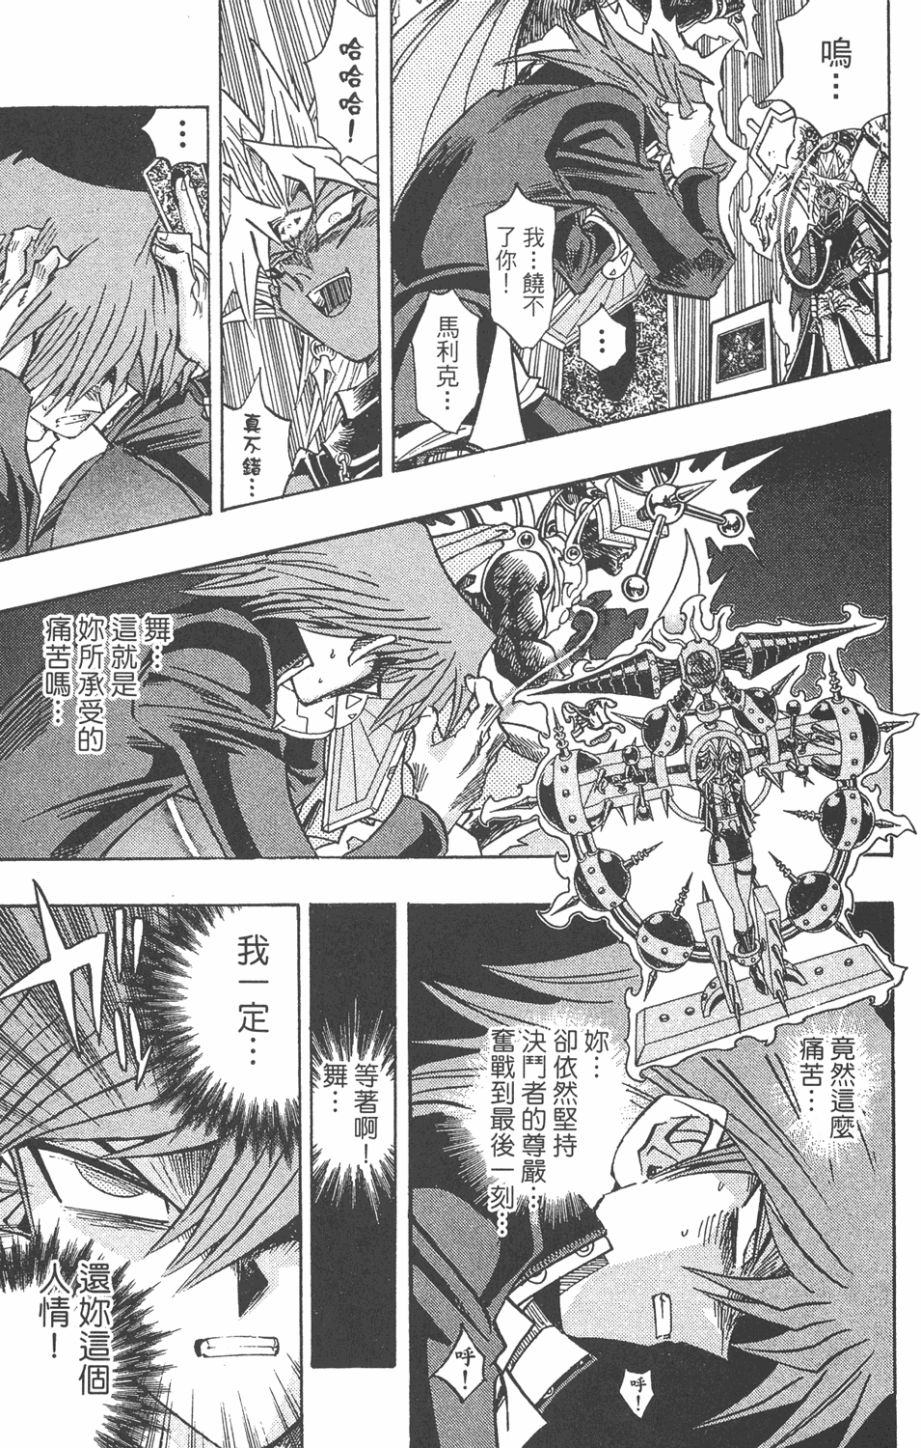 嗚…
我…饒不
了你！
…
馬利克…
哈哈哈！
真不錯…
…
舞…
這就是
妳所承受的
痛苦嗎…
竟然這麼
痛苦…
妳…
卻依然堅持
決鬥者的尊嚴…
奮戰到最後一刻…
呼！
呼！
等著啊！
舞…
我一定…
還妳這個
人情！